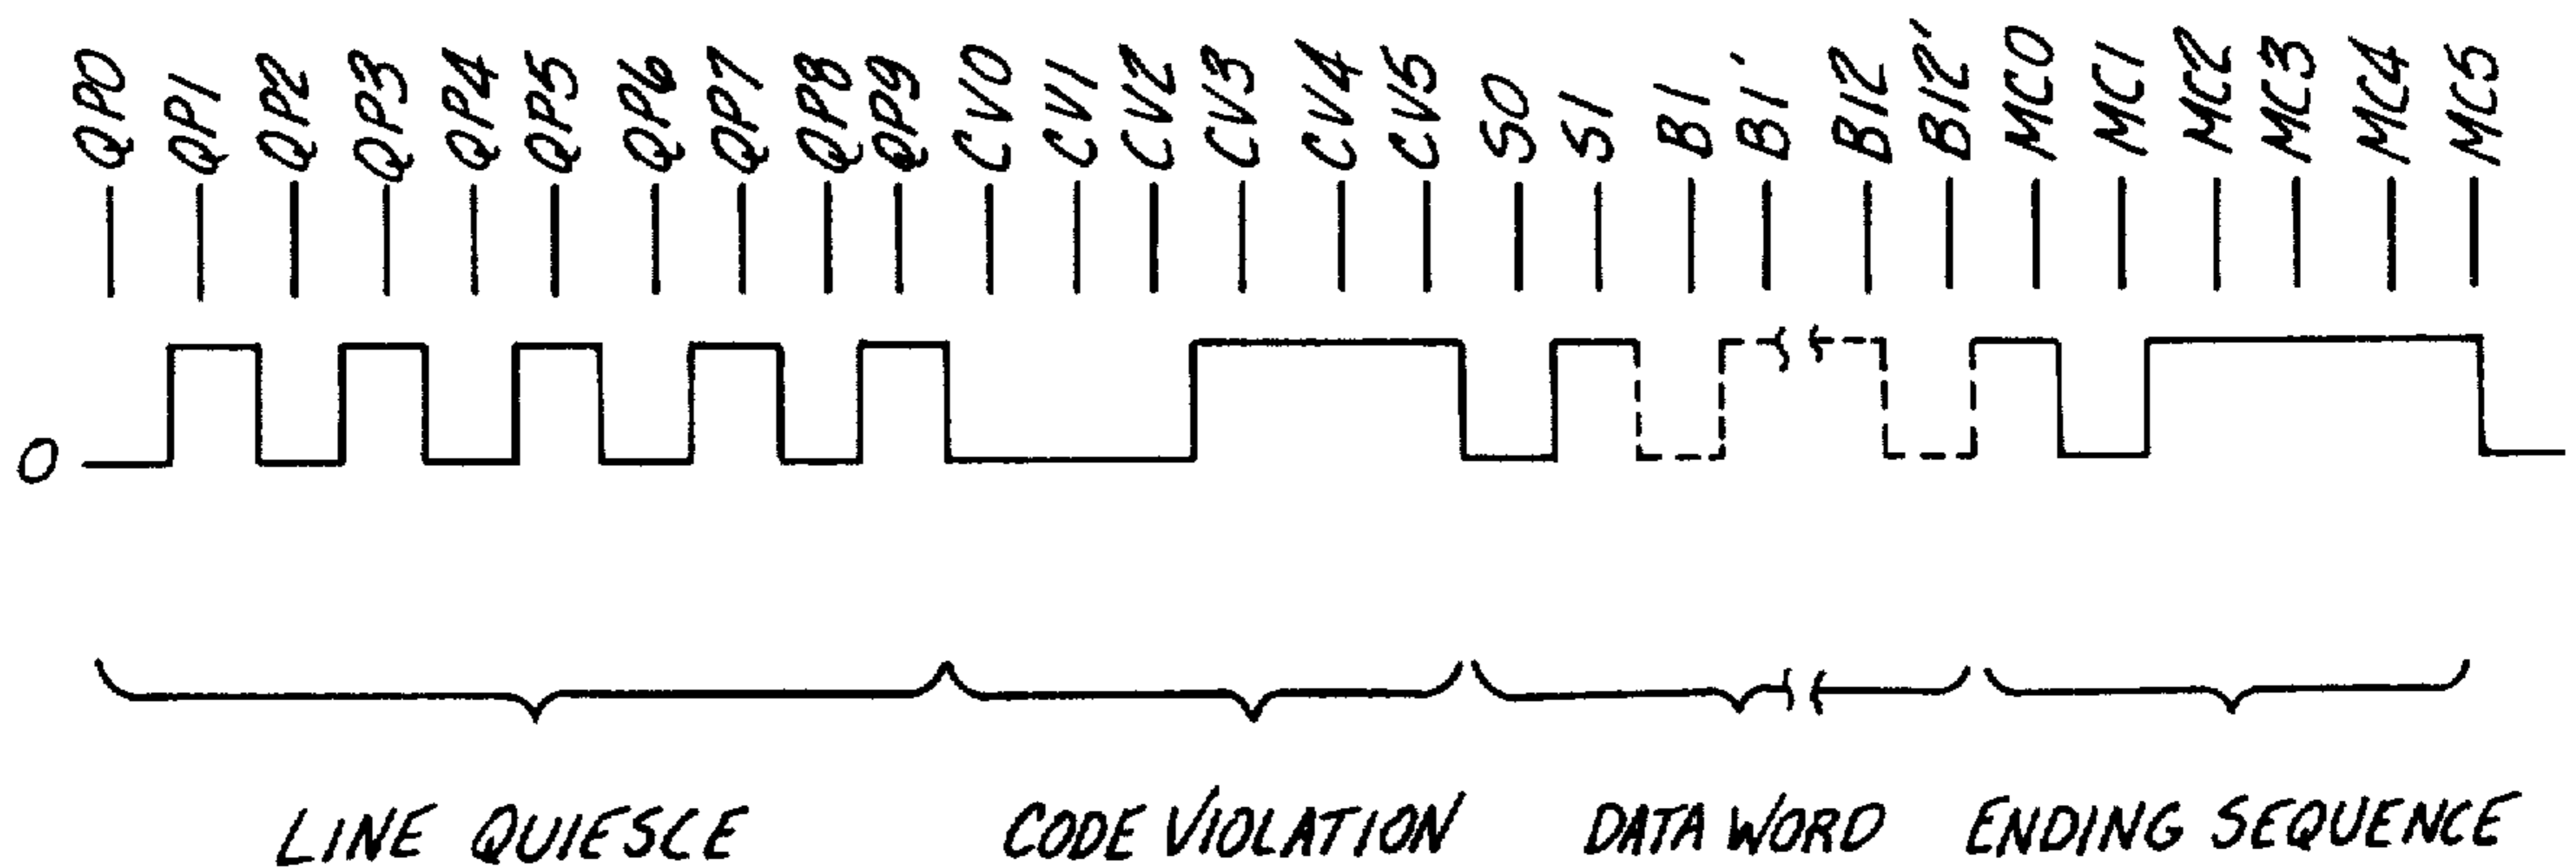 QP0 QP1 QP2 QP3 QP4 QP5 QP6 QP7 QP8 QP9 CV0 CV1 CV2 CV3 CV4 CV5 S0 S1 B1 B1' B12 B12' MC0 MC1 MC2 MC3 MC4 MC5
0
LINE QUIESCE CODE VIOLATION DATA WORD ENDING SEQUENCE